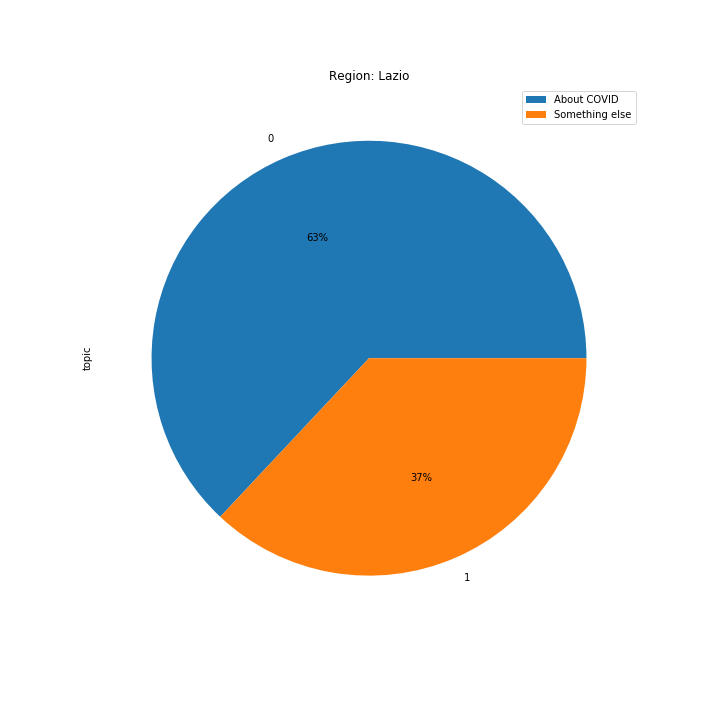 Region: Lazio
About COVID
Something else
0
63%
topic
37%
1